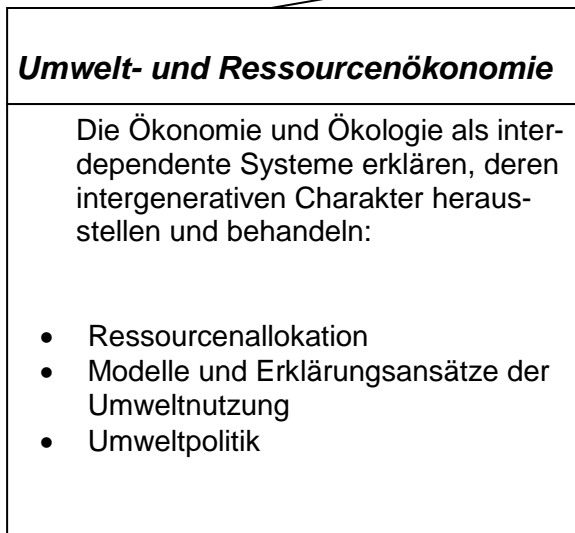 Umwelt- und Ressourcenökonomie
Die Ökonomie und Ökologie als inter-
dependente Systeme erklären, deren
intergenerativen Charakter heraus-
stellen und behandeln:
• Ressourcenallokation
• Modelle und Erklärungsansätze der
Umweltnutzung
• Umweltpolitik